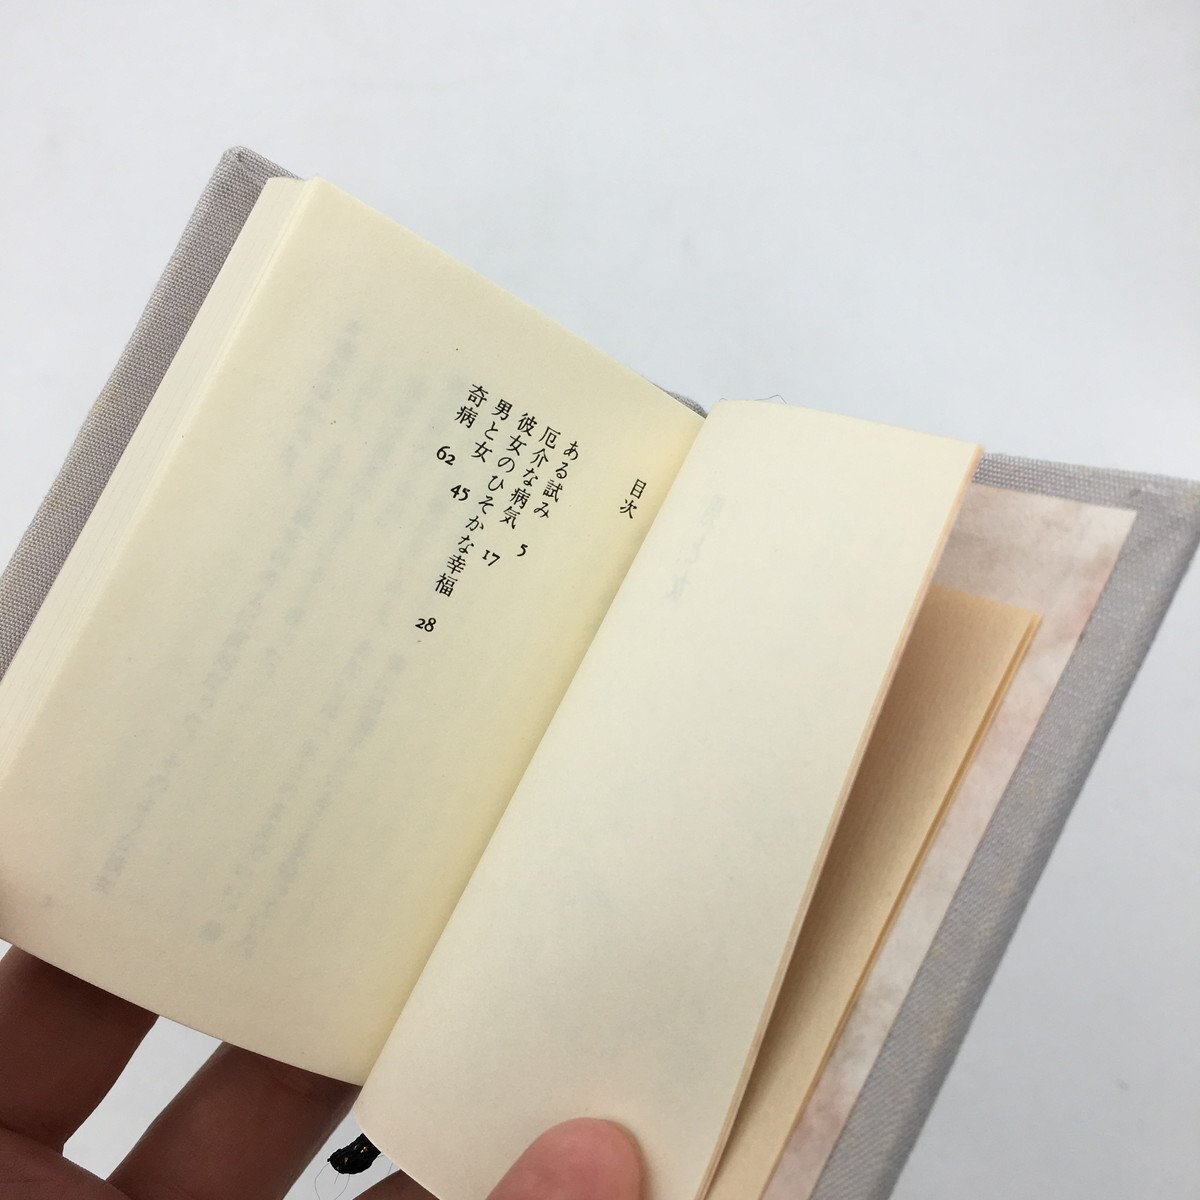 目次
ある試み 5
厄介な病気 17
彼女のひそかな幸福 28
男と女 45
奇病 62